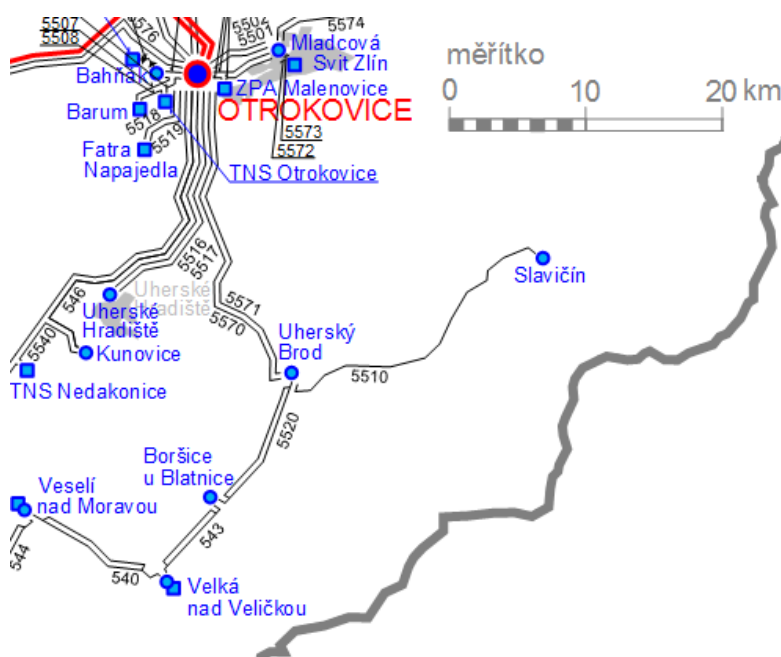 5507
5508
5576
5502
5501
5574
Mladcová
Svit Zlín
Bahňák
ZPA Malenovice
Barum
OTROKOVICE
5518
5519
5573
5572
Fatra
Napajedla
TNS Otrokovice
měřítko
0 10 20 km
5516
5517
Slavičín
546
Uherské
Hradiště
Uherské
Hradiště
5571
5570
Uherský
Brod
5540
Kunovice
TNS Nedakonice
5510
5520
Boršice
u Blatnice
Veselí
nad Moravou
543
544
540
Velká
nad Veličkou